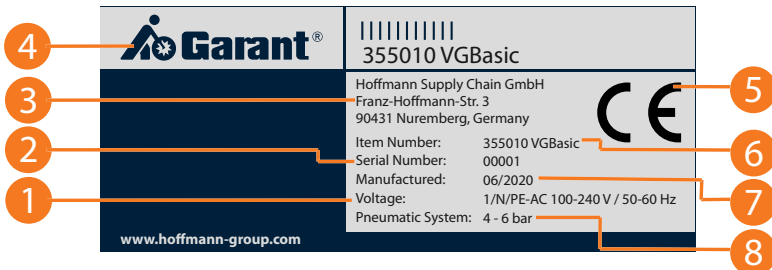 4
Garant®
355010 VGBasic
5
3
Hoffmann Supply Chain GmbH
Franz-Hoffmann-Str. 3
90431 Nuremberg, Germany
CE
2
Item Number: 355010 VGBasic
6
Serial Number: 00001
Manufactured: 06/2020
7
1
Voltage: 1/N/PE-AC 100-240 V / 50-60 Hz
Pneumatic System: 4 - 6 bar
8
www.hoffmann-group.com